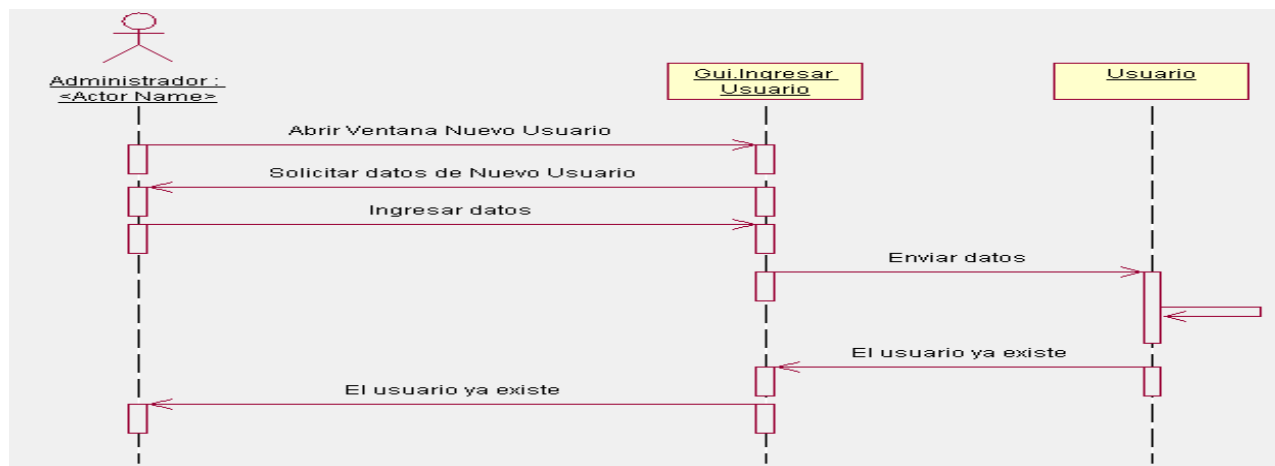 Administrador :
<Actor Name>
Gui.Ingresar
Usuario
Usuario
Abrir Ventana Nuevo Usuario
Solicitar datos de Nuevo Usuario
Ingresar datos
Enviar datos
El usuario ya existe
El usuario ya existe